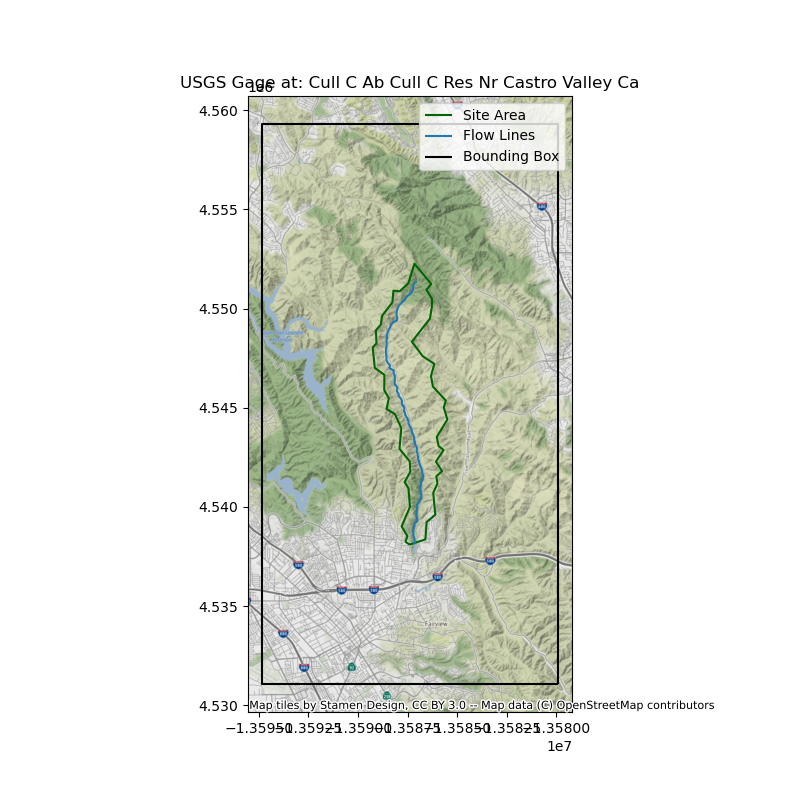 USGS Gage at: Cull C Ab Cull C Res Nr Castro Valley Ca
1e6
4.560
4.555
4.550
4.545
4.540
4.535
4.530
Site Area
Flow Lines
Bounding Box
Fairview
Map tiles by Stamen Design, CC BY 3.0 -- Map data (C) OpenStreetMap contributors
−1.35950 −1.35925 −1.35900 −1.35875 −1.35850 −1.35825 −1.35800
1e7